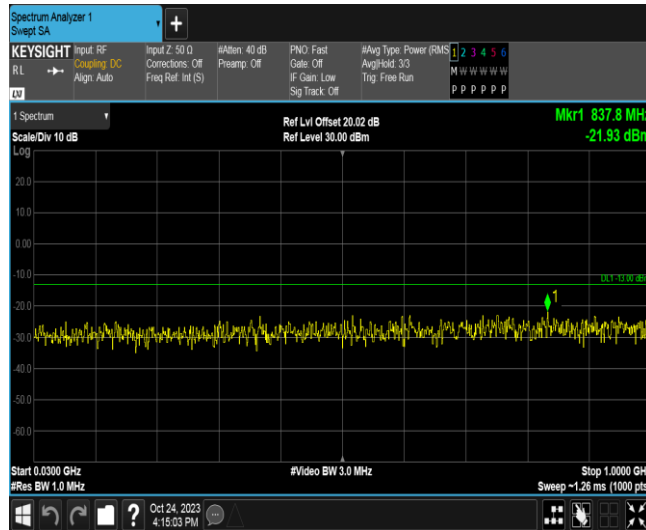 Spectrum Analyzer 1
Swept SA
+
KEYSIGHT
RL
LXI
Input: RF
Coupling: DC
Align: Auto
Input Z: 50 Ω
Corrections: Off
Freq Ref: Int (S)
#Atten: 40 dB
Preamp: Off
PNO: Fast
Gate: Off
IF Gain: Low
Sig Track: Off
#Avg Type: Power (RMS
Avg|Hold: 3/3
Trig: Free Run
1 2 3 4 5 6
M W W W W W
P P P P P P
1 Spectrum
Scale/Div 10 dB
Log
Ref Lvl Offset 20.02 dB
Ref Level 30.00 dBm
Mkr1 837.8 MHz
-21.93 dBm
20.0
10.0
0.00
-10.0
DL1 -13.00 dB
1
-20.0
-30.0
-40.0
-50.0
-60.0
Start 0.0300 GHz
#Res BW 1.0 MHz
#Video BW 3.0 MHz
Stop 1.0000 GH
Sweep ~1.26 ms (1000 pts
?
Oct 24, 2023
4:15:03 PM